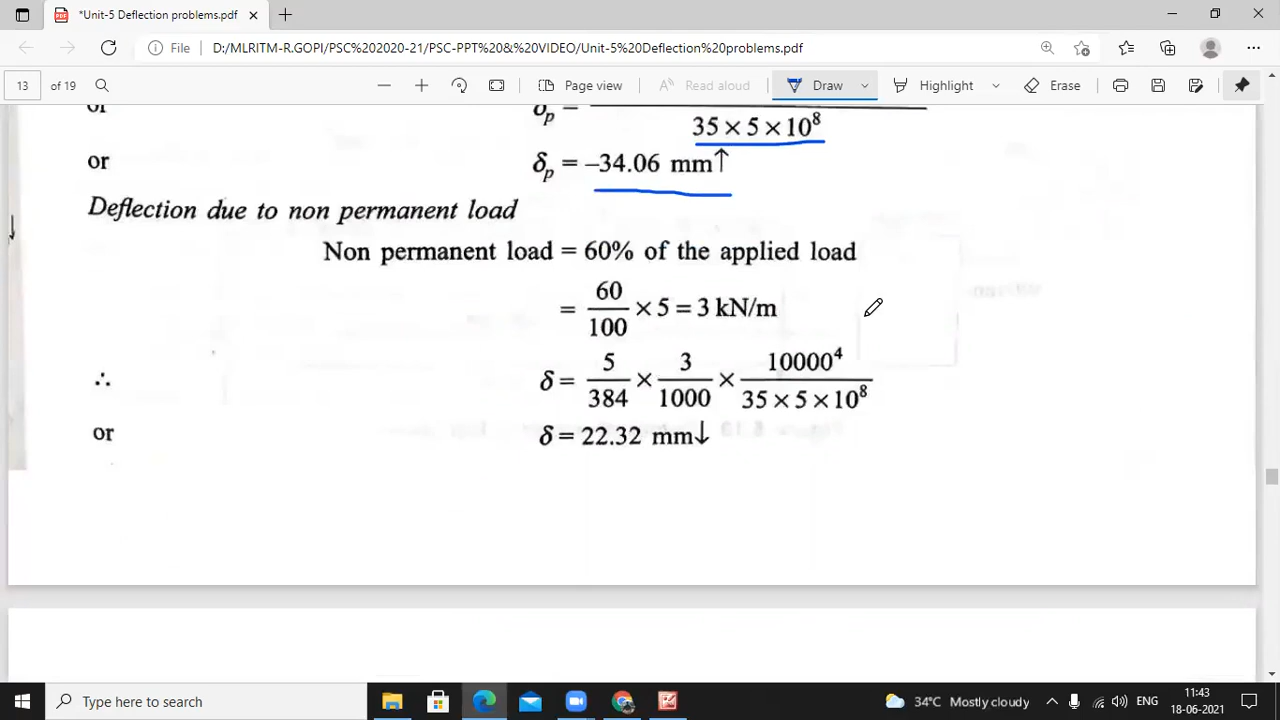 *Unit-5 Deflection problems.pdf
File D:/MLRITM-R.GOPI/PSC%202020-21/PSC-PPT%20&%20VIDEO/Unit-5%20Deflection%20problems.pdf
13 of 19 Page view Read aloud Draw Highlight Erase
or δp =
35 × 5 × 10⁸
or δp = –34.06 mm↑
Deflection due to non permanent load
Non permanent load = 60% of the applied load
= 60/100 × 5 = 3 kN/m
∴ δ = 5/384 × 3/1000 × 10000⁴/35 × 5 × 10⁸
or δ = 22.32 mm↓
Type here to search
34°C Mostly cloudy ENG 11:43
18-06-2021